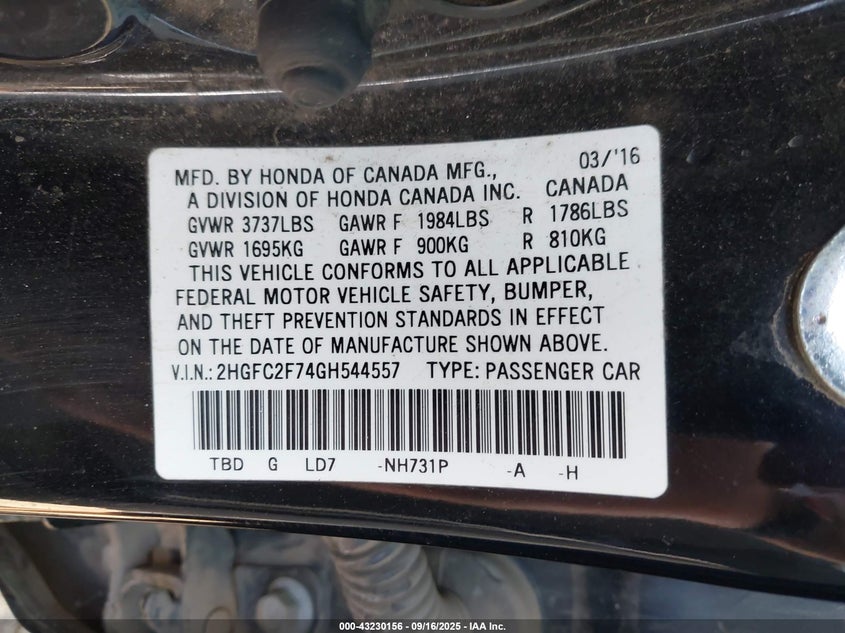 MFD. BY HONDA OF CANADA MFG., 03/'16
A DIVISION OF HONDA CANADA INC. CANADA
GVWR 3737LBS GAWR F 1984LBS R 1786LBS
GVWR 1695KG GAWR F 900KG R 810KG
THIS VEHICLE CONFORMS TO ALL APPLICABLE
FEDERAL MOTOR VEHICLE SAFETY, BUMPER,
AND THEFT PREVENTION STANDARDS IN EFFECT
ON THE DATE OF MANUFACTURE SHOWN ABOVE.
V.I.N.: 2HGFC2F74GH544557 TYPE: PASSENGER CAR
TBD G LD7 -NH731P -A -H
000-43230156 - 09/16/2025 - IAA Inc.